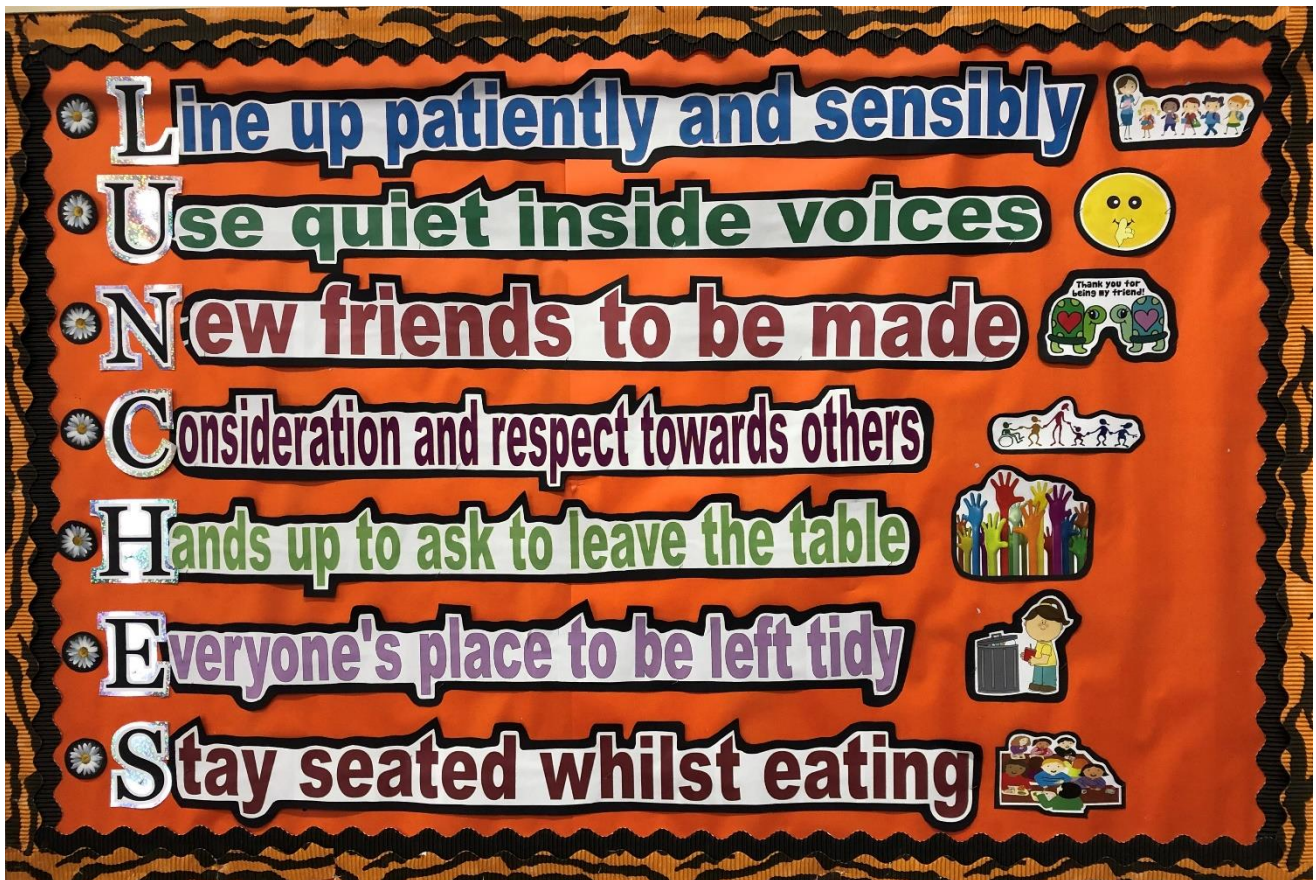 Line up patiently and sensibly
Use quiet inside voices
New friends to be made
Thank you for
being my friend!
Consideration and respect towards others
Hands up to ask to leave the table
Everyone's place to be left tidy
Stay seated whilst eating